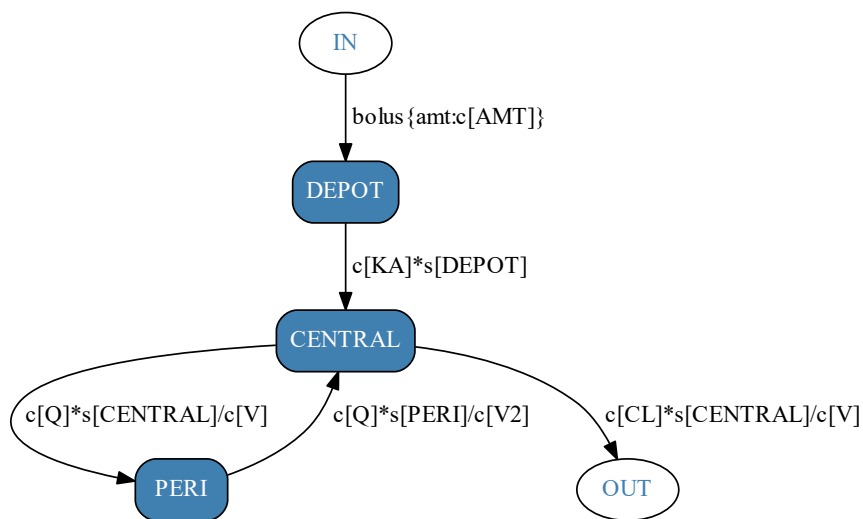 IN
bolus{amt:c[AMT]}
DEPOT
c[KA]*s[DEPOT]
CENTRAL
c[Q]*s[CENTRAL]/c[V]
c[Q]*s[PERI]/c[V2]
c[CL]*s[CENTRAL]/c[V]
PERI
OUT